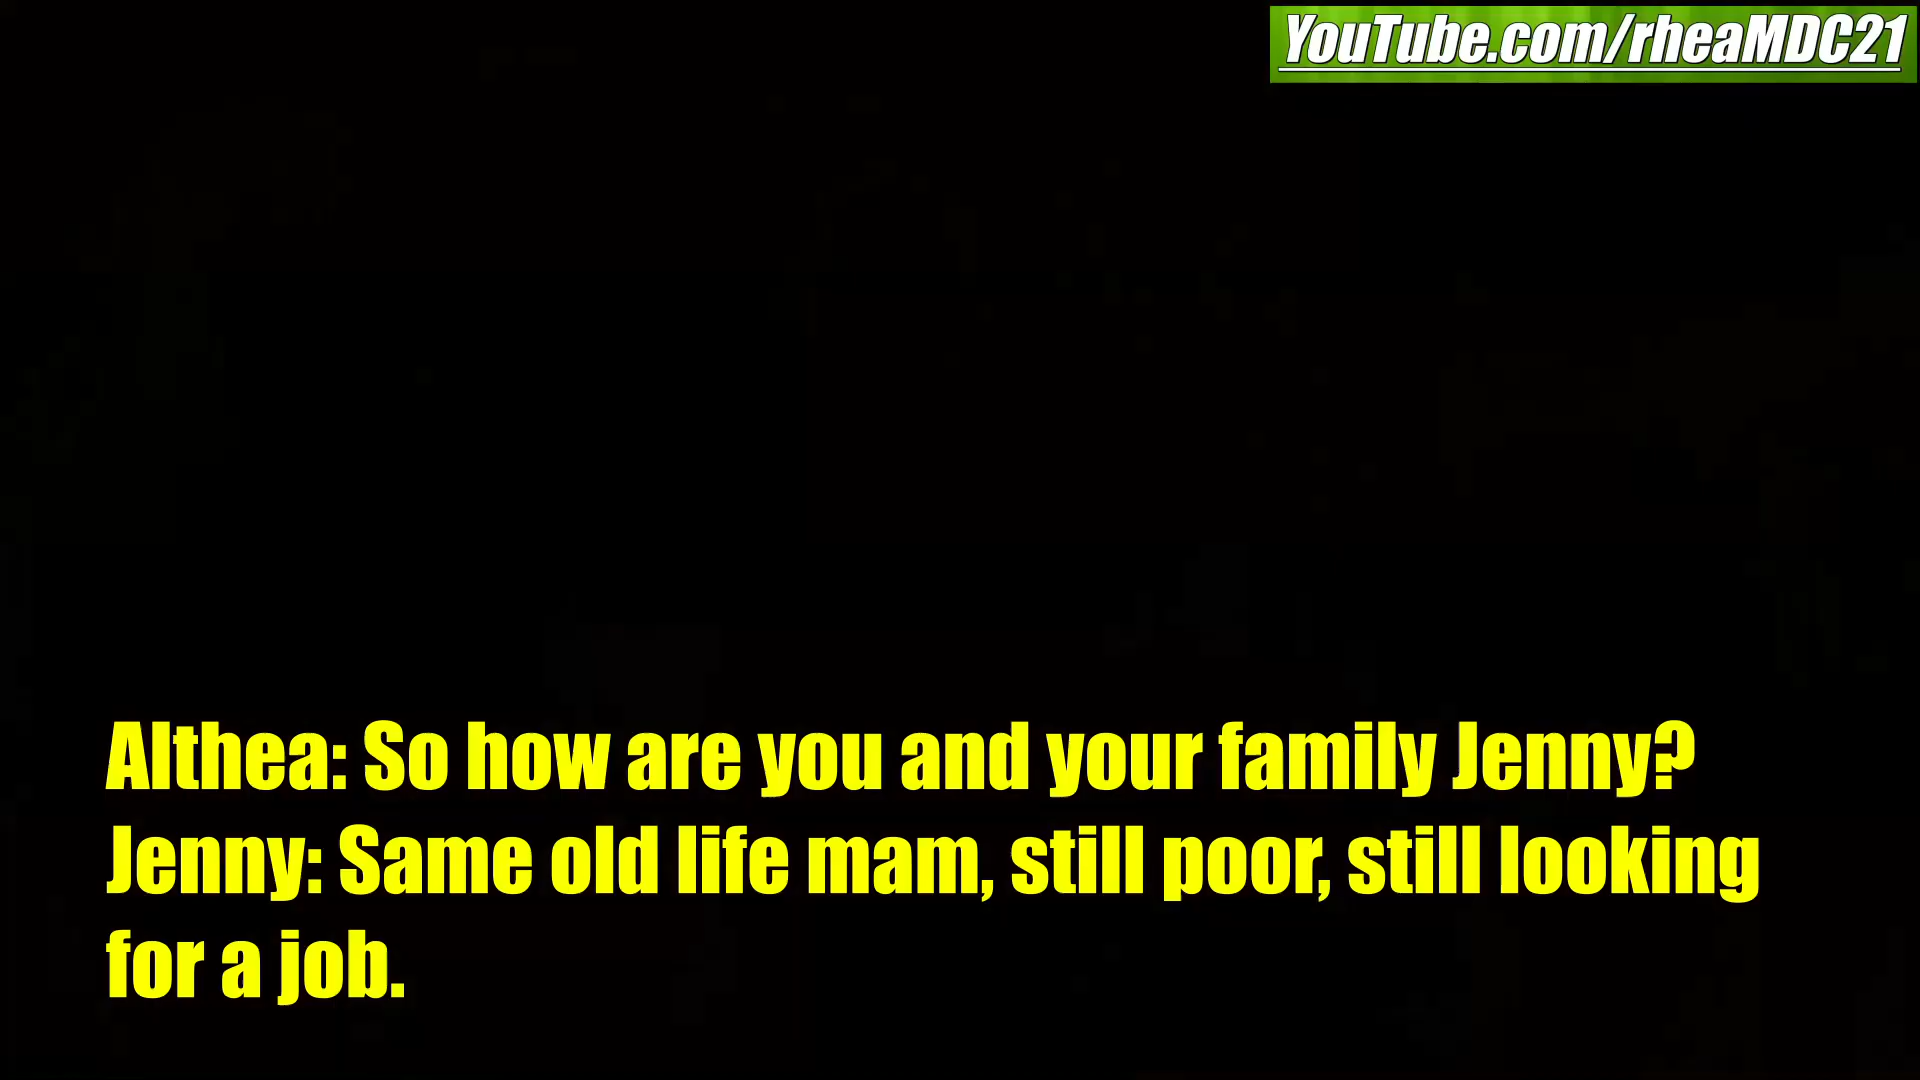 YouTube.com/rheaMDC21
Althea: So how are you and your family Jenny?
Jenny: Same old life mam, still poor, still looking
for a job.